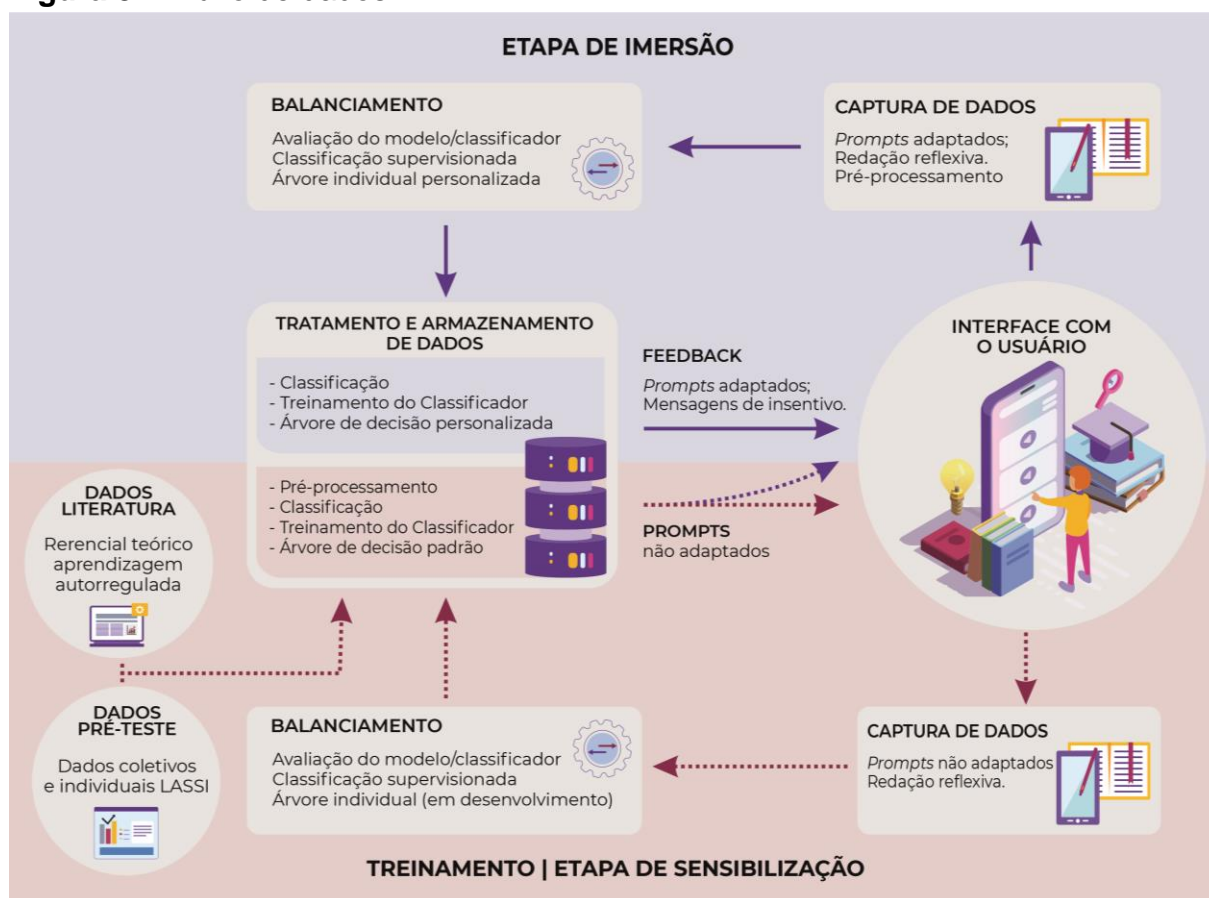 ETAPA DE IMERSÃO
BALANCIAMENTO
Avaliação do modelo/classificador
Classificação supervisionada
Árvore individual personalizada
CAPTURA DE DADOS
Prompts adaptados;
Redação reflexiva.
Pré-processamento
TRATAMENTO E ARMAZENAMENTO
DE DADOS
- Classificação
- Treinamento do Classificador
- Árvore de decisão personalizada
- Pré-processamento
- Classificação
- Treinamento do Classificador
- Árvore de decisão padrão
FEEDBACK
Prompts adaptados;
Mensagens de insentivo.
PROMPTS
não adaptados
INTERFACE COM
O USUÁRIO
DADOS
LITERATURA
Rerencial teórico
aprendizagem
autorregulada
DADOS
PRÉ-TESTE
Dados coletivos
e individuais LASSI
BALANCIAMENTO
Avaliação do modelo/classificador
Classificação supervisionada
Árvore individual (em desenvolvimento)
CAPTURA DE DADOS
Prompts não adaptados
Redação reflexiva.
TREINAMENTO | ETAPA DE SENSIBILIZAÇÃO